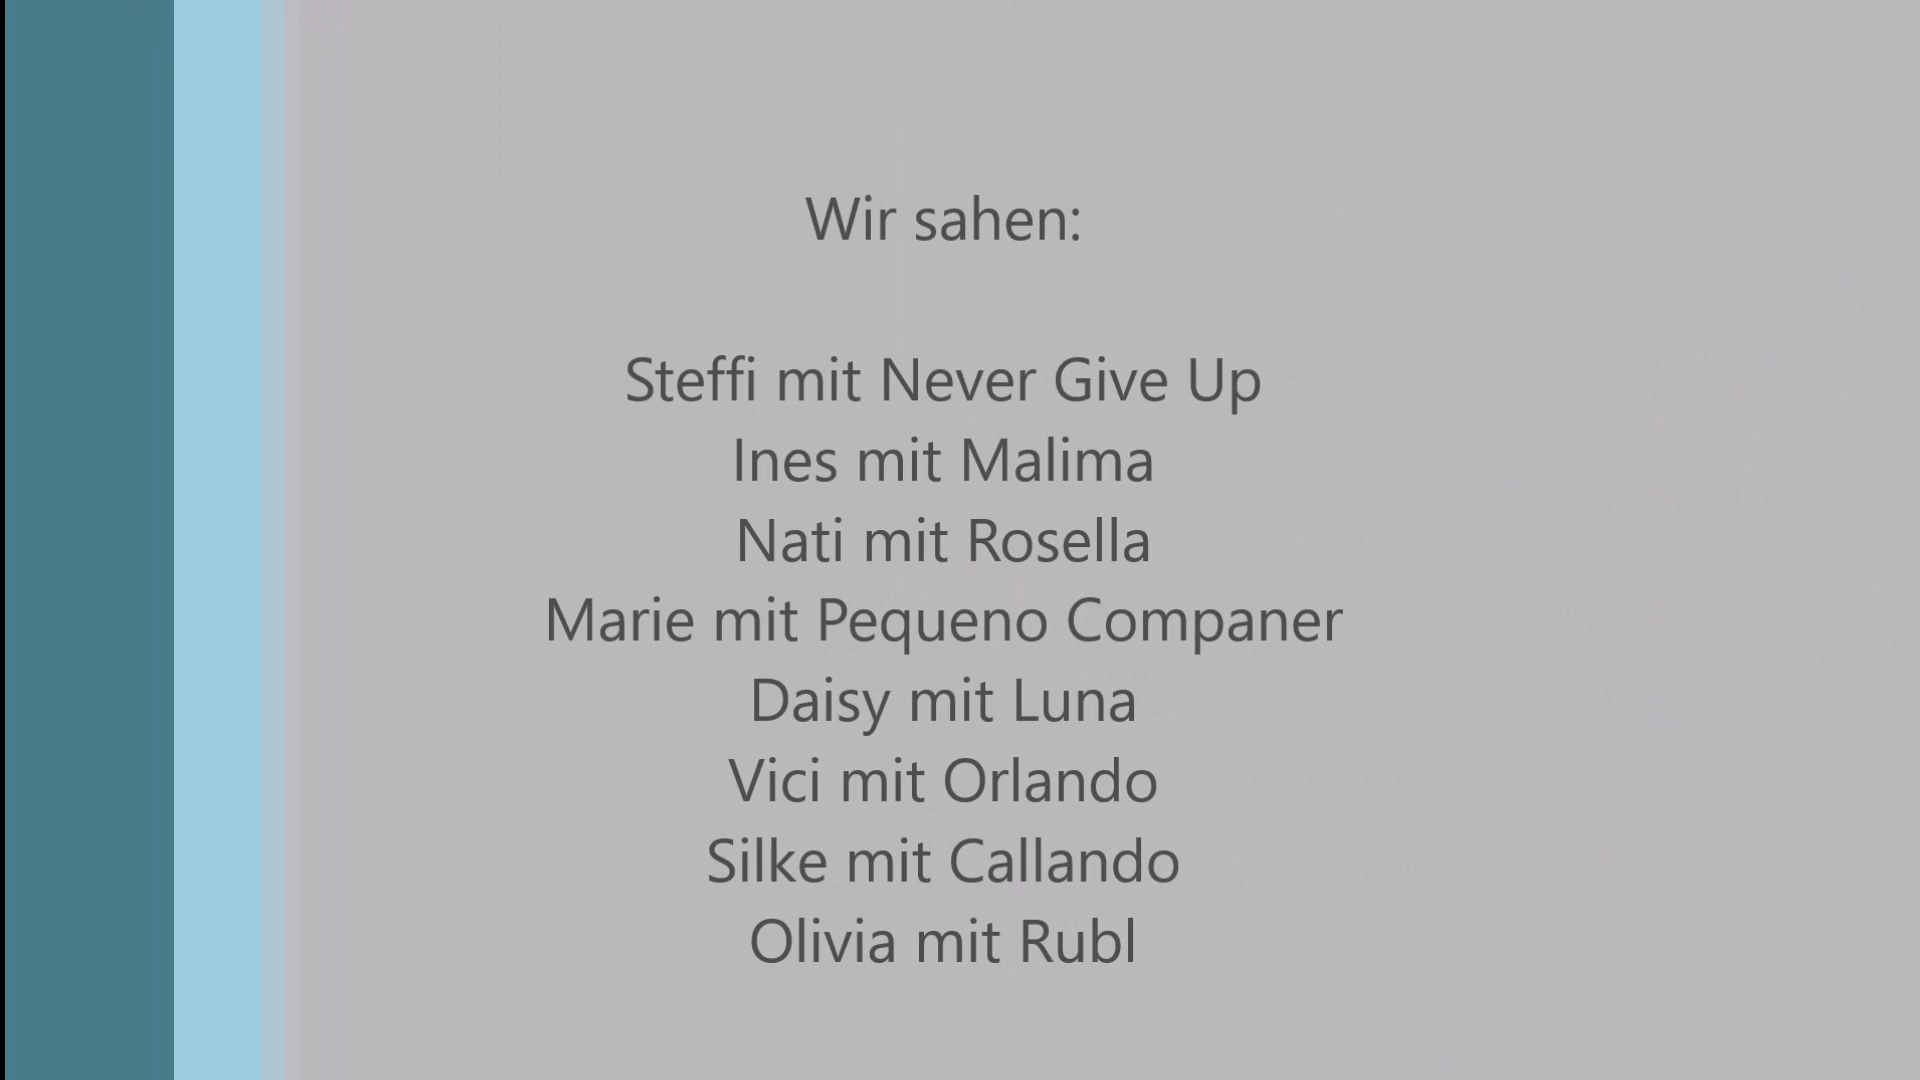 Wir sahen:
Steffi mit Never Give Up
Ines mit Malima
Nati mit Rosella
Marie mit Pequeno Companer
Daisy mit Luna
Vici mit Orlando
Silke mit Callando
Olivia mit Rubl